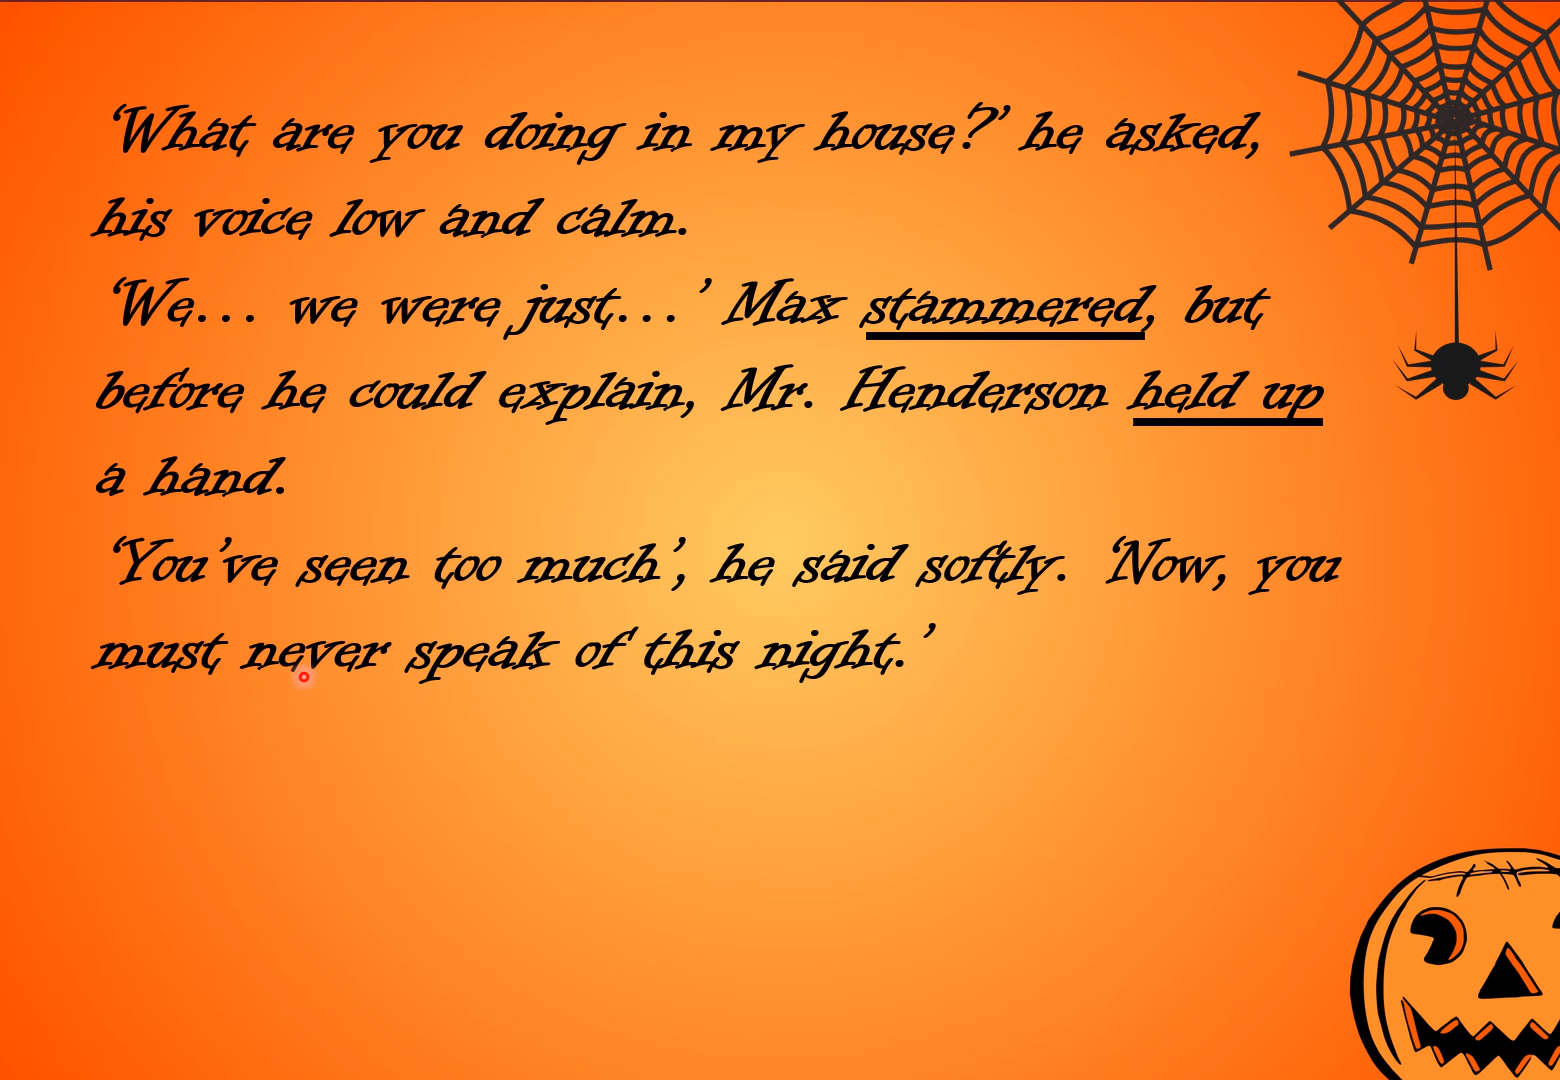 ‘What are you doing in my house?’ he asked,
his voice low and calm.
‘We… we were just…’ Max stammered, but
before he could explain, Mr. Henderson held up
a hand.
‘You’ve seen too much’, he said softly. ‘Now, you
must never speak of this night.’